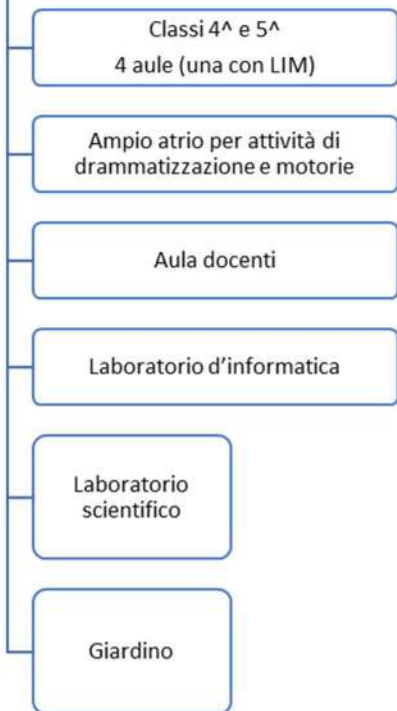 Classi 4^ e 5^
4 aule (una con LIM)
Ampio atrio per attività di
drammatizzazione e motorie
Aula docenti
Laboratorio d'informatica
Laboratorio
scientifico
Giardino